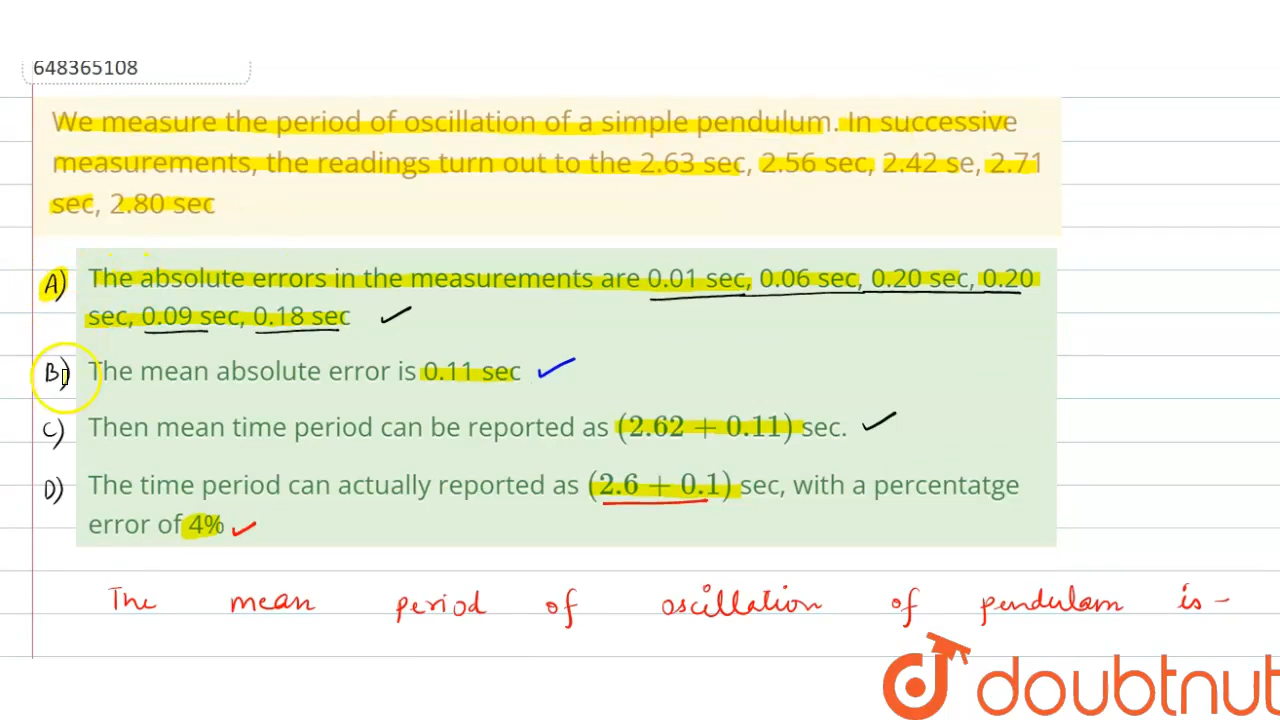 648365108
We measure the period of oscillation of a simple pendulum. In successive
measurements, the readings turn out to the 2.63 sec, 2.56 sec, 2.42 se, 2.71
sec, 2.80 sec
A) The absolute errors in the measurements are 0.01 sec, 0.06 sec, 0.20 sec, 0.20
sec, 0.09 sec, 0.18 sec
B) The mean absolute error is 0.11 sec
C) Then mean time period can be reported as (2.62 + 0.11) sec.
D) The time period can actually reported as (2.6 + 0.1) sec, with a percentatge
error of 4%
The mean period of oscillation of pendulam is -
doubtnut